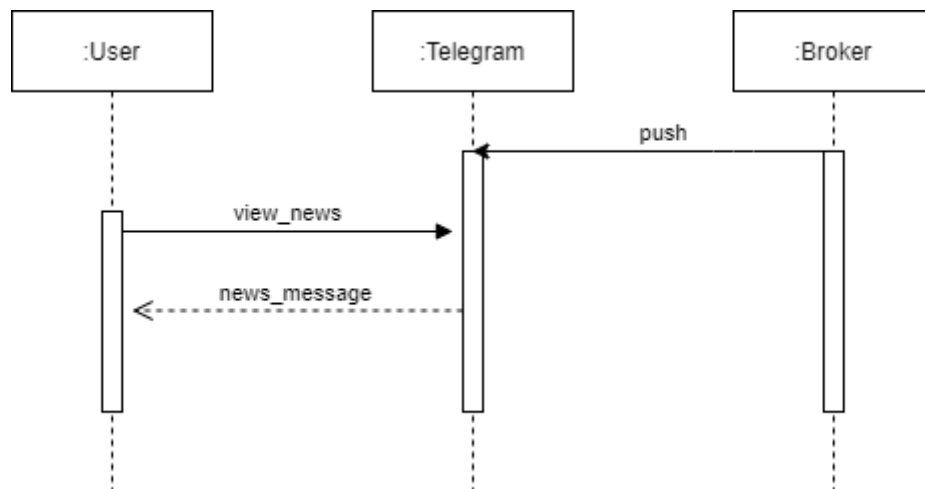 :User
:Telegram
:Broker
push
view_news
news_message